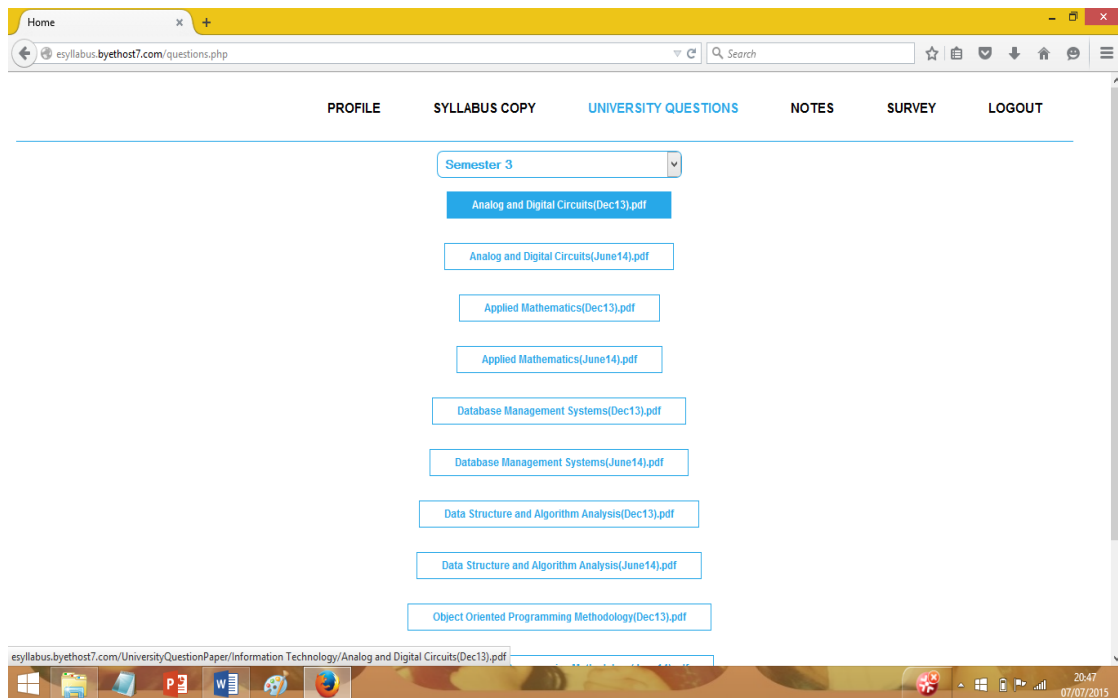 Home
esyllabus.byethost7.com/questions.php
Search
PROFILE SYLLABUS COPY UNIVERSITY QUESTIONS NOTES SURVEY LOGOUT
Semester 3
Analog and Digital Circuits(Dec13).pdf
Analog and Digital Circuits(June14).pdf
Applied Mathematics(Dec13).pdf
Applied Mathematics(June14).pdf
Database Management Systems(Dec13).pdf
Database Management Systems(June14).pdf
Data Structure and Algorithm Analysis(Dec13).pdf
Data Structure and Algorithm Analysis(June14).pdf
Object Oriented Programming Methodology(Dec13).pdf
esyllabus.byethost7.com/UniversityQuestionPaper/Information Technology/Analog and Digital Circuits(Dec13).pdf
20:47
07/07/2015